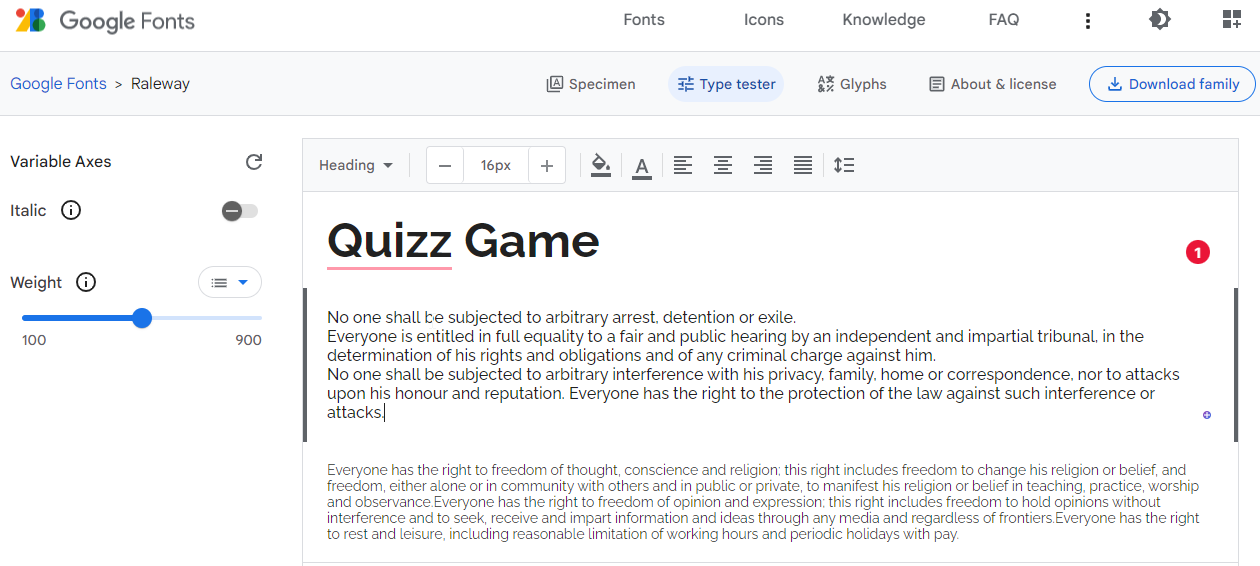 Google Fonts
Fonts
Icons
Knowledge
FAQ
Google Fonts > Raleway
Specimen
Type tester
Glyphs
About & license
Download family
Variable Axes
Italic
Weight
100
900
Heading
16px
A
Quizz Game
1
No one shall be subjected to arbitrary arrest, detention or exile.
Everyone is entitled in full equality to a fair and public hearing by an independent and impartial tribunal, in the
determination of his rights and obligations and of any criminal charge against him.
No one shall be subjected to arbitrary interference with his privacy, family, home or correspondence, nor to attacks
upon his honour and reputation. Everyone has the right to the protection of the law against such interference or
attacks.
Everyone has the right to freedom of thought, conscience and religion; this right includes freedom to change his religion or belief, and
freedom, either alone or in community with others and in public or private, to manifest his religion or belief in teaching, practice, worship
and observance.Everyone has the right to freedom of opinion and expression; this right includes freedom to hold opinions without
interference and to seek, receive and impart information and ideas through any media and regardless of frontiers.Everyone has the right
to rest and leisure, including reasonable limitation of working hours and periodic holidays with pay.